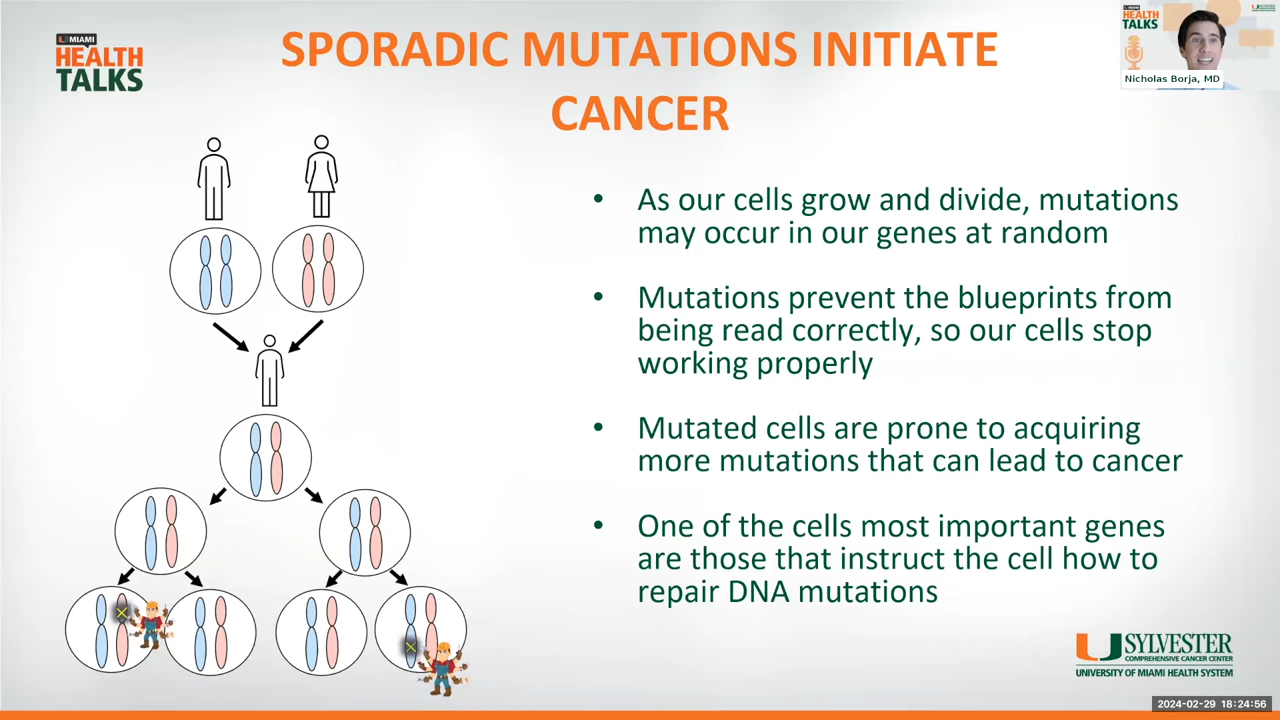 MIAMI
HEALTH
TALKS
SPORADIC MUTATIONS INITIATE
CANCER
HEALTH
TALKS
Nicholas Borja, MD
• As our cells grow and divide, mutations
may occur in our genes at random
• Mutations prevent the blueprints from
being read correctly, so our cells stop
working properly
• Mutated cells are prone to acquiring
more mutations that can lead to cancer
• One of the cells most important genes
are those that instruct the cell how to
repair DNA mutations
SYLVESTER
COMPREHENSIVE CANCER CENTER
UNIVERSITY OF MIAMI HEALTH SYSTEM
2024-02-29 18:24:56